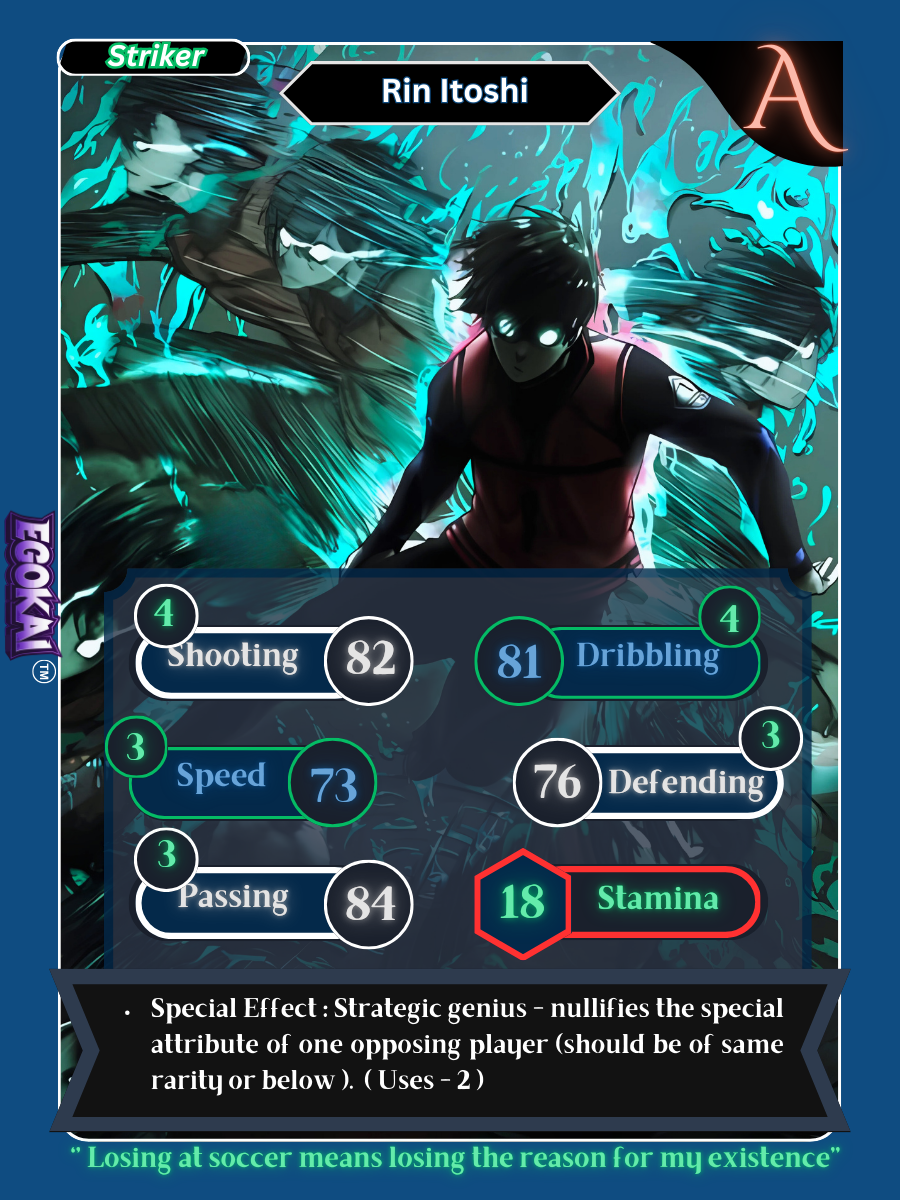 Striker
Rin Itoshi
A
EGOKAI
TM
4
Shooting 82
4
81 Dribbling
3
Speed 73
3
76 Defending
3
Passing 84
18 Stamina
• Special Effect : Strategic genius - nullifies the special
attribute of one opposing player (should be of same
rarity or below ). ( Uses - 2 )
" Losing at soccer means losing the reason for my existence"